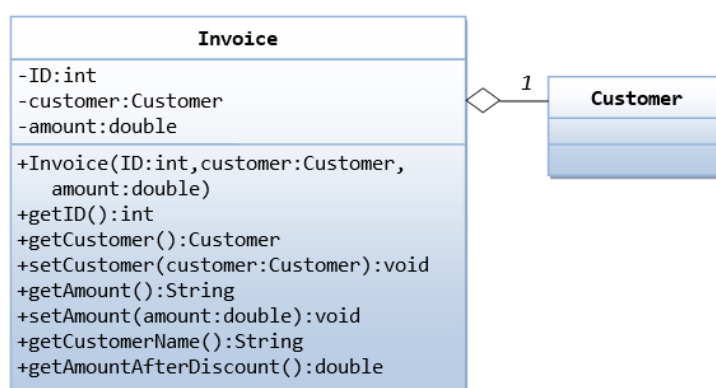 Invoice
-ID:int
-customer:Customer
-amount:double
+Invoice(ID:int,customer:Customer,
amount:double)
+getID():int
+getCustomer():Customer
+setCustomer(customer:Customer):void
+getAmount():String
+setAmount(amount:double):void
+getCustomerName():String
+getAmountAfterDiscount():double
1
Customer